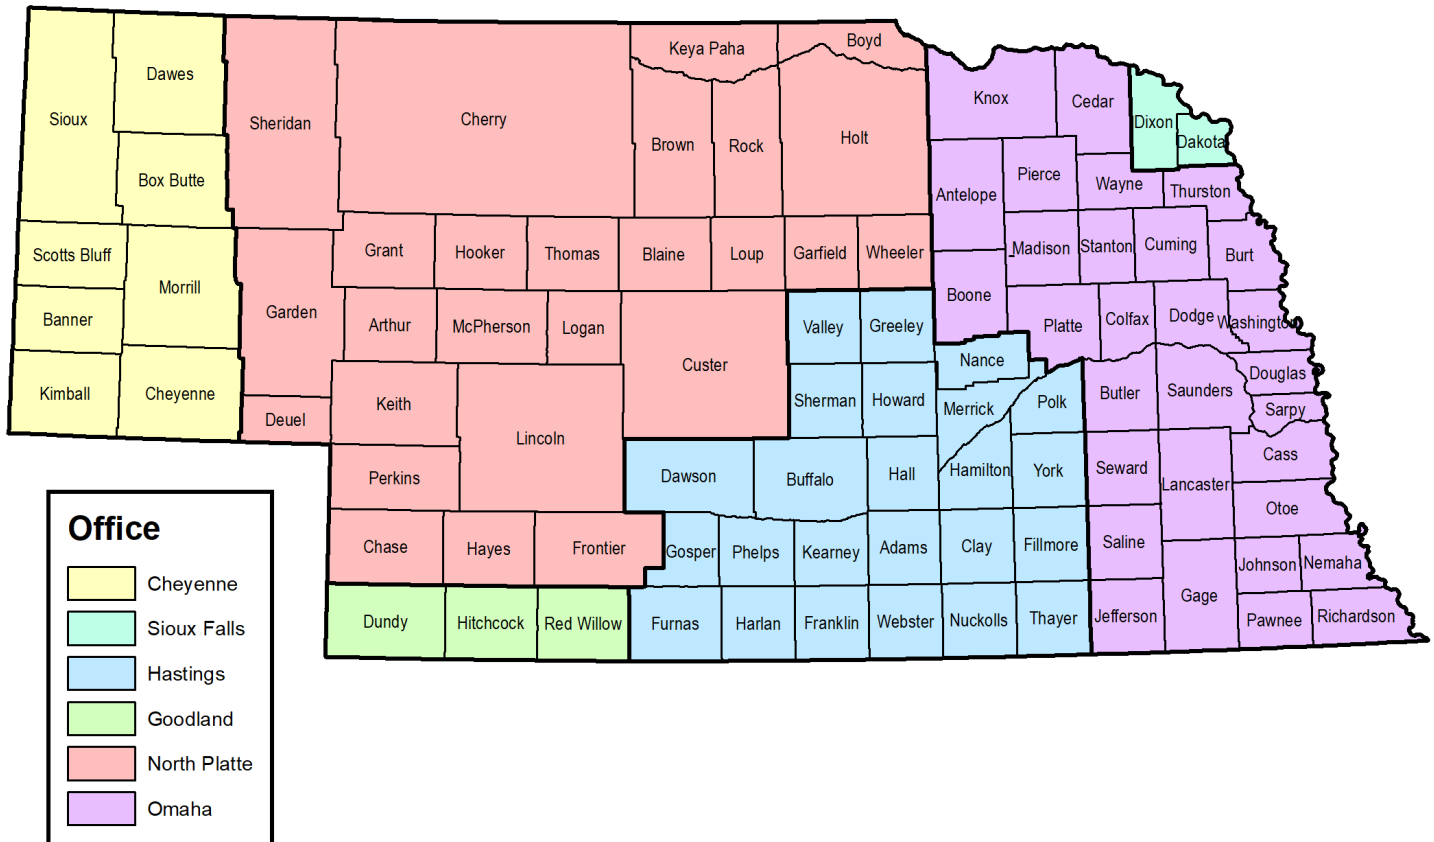 Sioux
Dawes
Box Butte
Scotts Bluff
Morrill
Banner
Kimball
Cheyenne
Sheridan
Cherry
Keya Paha
Boyd
Brown
Rock
Holt
Garden
Deuel
Grant
Hooker
Thomas
Blaine
Loup
Garfield
Wheeler
Arthur
McPherson
Logan
Custer
Keith
Lincoln
Perkins
Chase
Hayes
Frontier
Dundy
Hitchcock
Red Willow
Valley
Greeley
Sherman
Howard
Nance
Merrick
Polk
Dawson
Buffalo
Hall
Hamilton
York
Gosper
Phelps
Kearney
Adams
Clay
Fillmore
Furnas
Harlan
Franklin
Webster
Nuckolls
Thayer
Knox
Cedar
Dixon
Dakota
Antelope
Pierce
Wayne
Thurston
Madison
Stanton
Cuming
Burt
Boone
Platte
Colfax
Dodge
Washington
Butler
Saunders
Douglas
Sarpy
Seward
Lancaster
Cass
Otoe
Saline
Gage
Johnson
Nemaha
Jefferson
Pawnee
Richardson
Office
Cheyenne
Sioux Falls
Hastings
Goodland
North Platte
Omaha